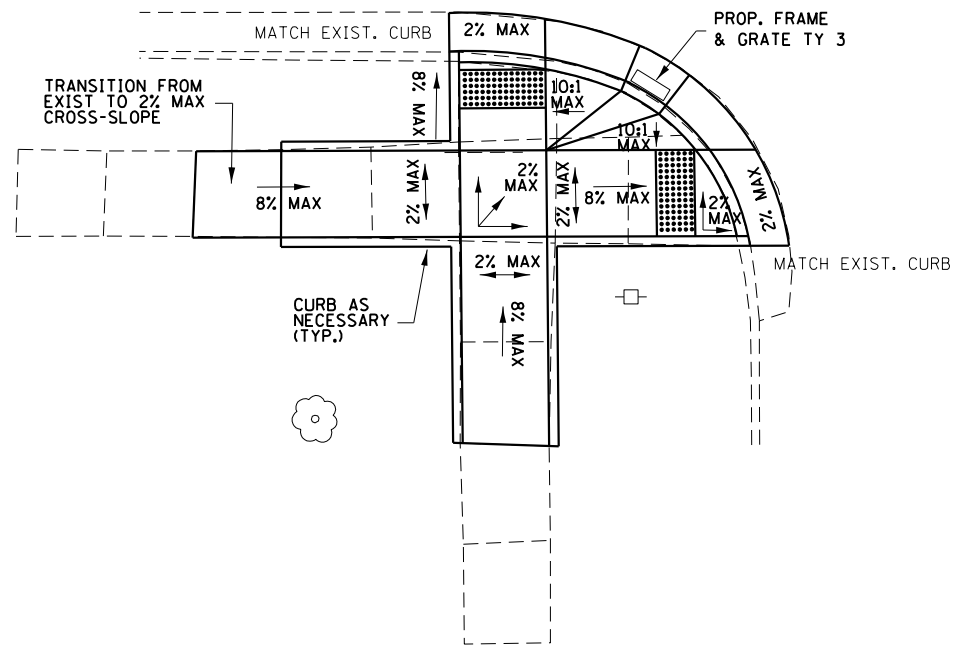 PROP. FRAME
& GRATE TY 3
MATCH EXIST. CURB
2% MAX
8% MAX
10:1
MAX
TRANSITION FROM
EXIST TO 2% MAX
CROSS-SLOPE
10:1
MAX
8% MAX
2% MAX
2%
MAX
2% MAX
8% MAX
2%
MAX
2% MAX
MATCH EXIST. CURB
2% MAX
CURB AS
NECESSARY
(TYP.)
8% MAX